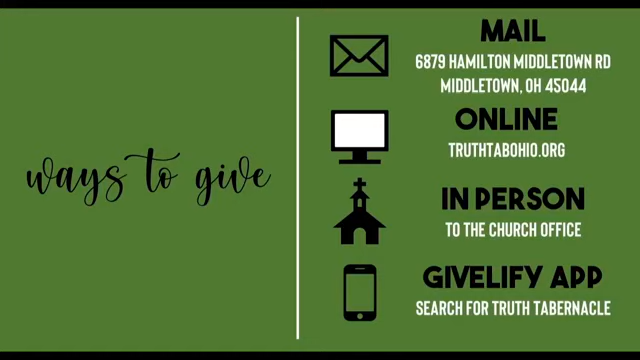 ways to give
MAIL
6879 HAMILTON MIDDLETOWN RD
MIDDLETOWN, OH 45044
ONLINE
TRUTHTABOHIO.ORG
IN PERSON
TO THE CHURCH OFFICE
GIVELIFY APP
SEARCH FOR TRUTH TABERNACLE